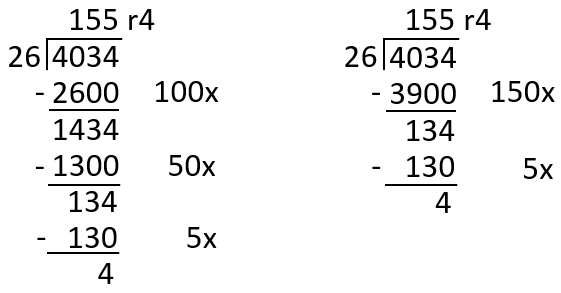 155 r4
26 4034
- 2600 100x
1434
- 1300 50x
134
- 130 5x
4
155 r4
26 4034
- 3900 150x
134
- 130 5x
4